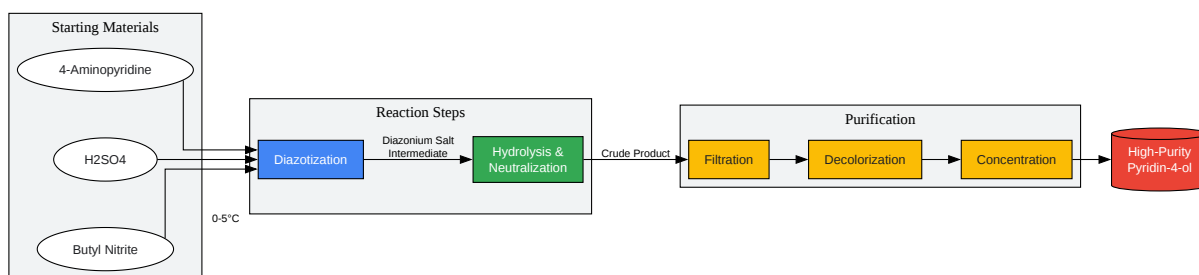 Starting Materials
4-Aminopyridine
H2SO4
Butyl Nitrite
0-5°C
Reaction Steps
Diazotization
Diazonium Salt
Intermediate
Hydrolysis &
Neutralization
Crude Product
Purification
Filtration
Decolorization
Concentration
High-Purity
Pyridin-4-ol